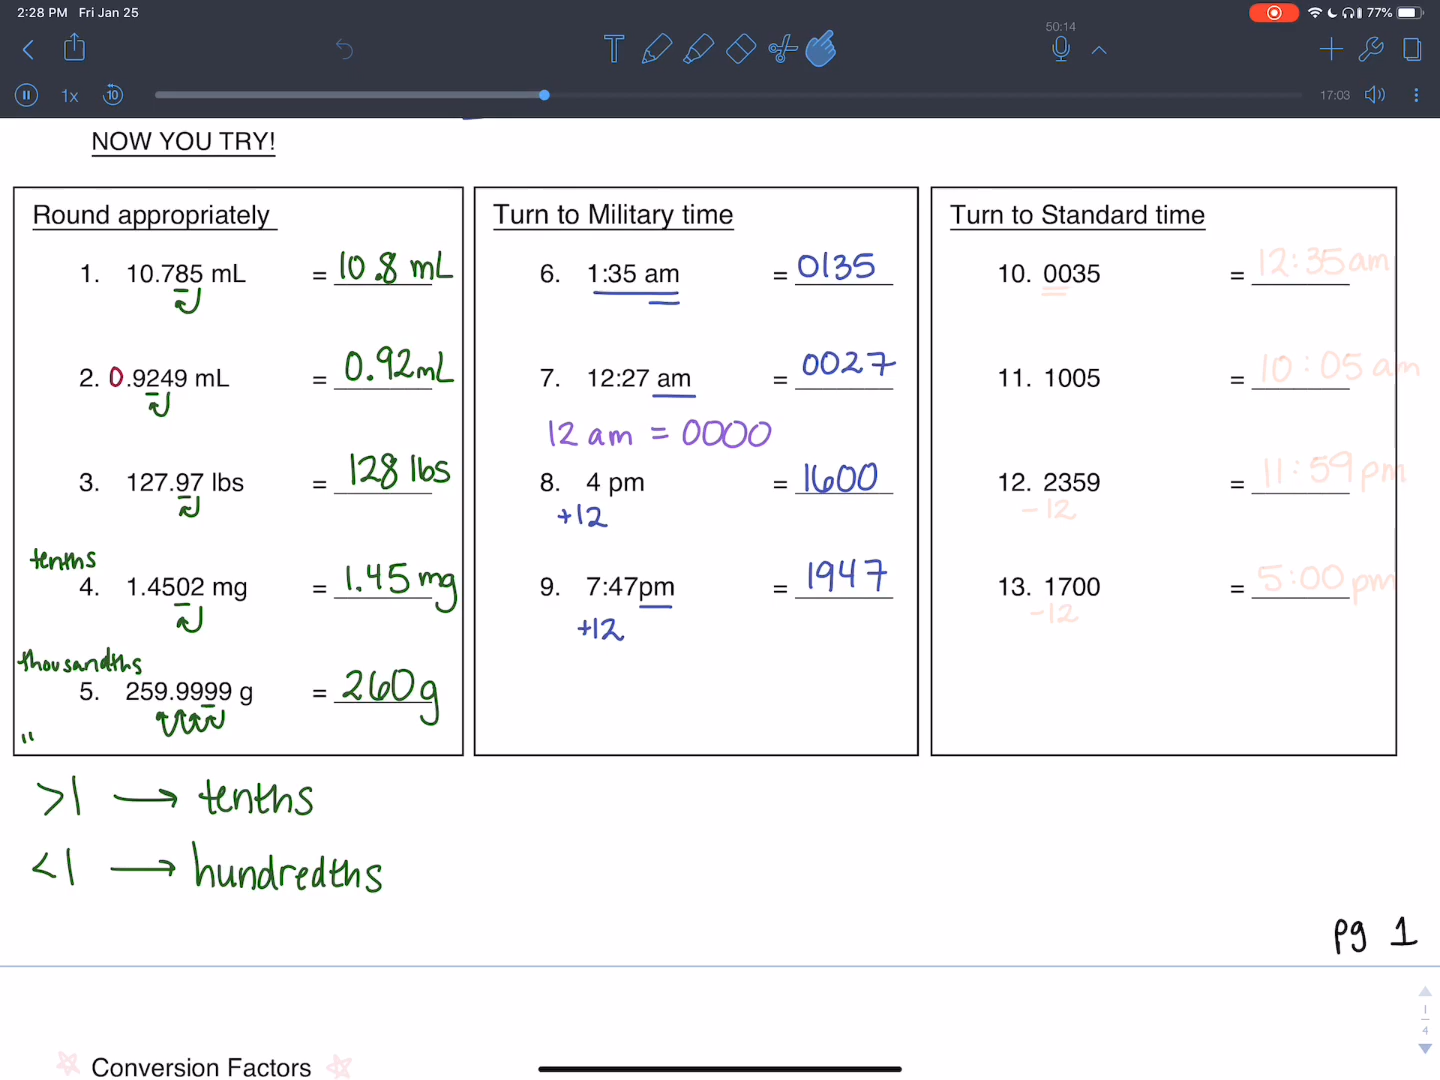 2:28 PM Fri Jan 25
77%
50:14
1x
10
17:03
NOW YOU TRY!
Round appropriately
1. 10.785 mL = 10.8 mL
2. 0.9249 mL = 0.92 mL
3. 127.97 lbs = 128 lbs
tenths
4. 1.4502 mg = 1.45 mg
thousandths
5. 259.9999 g = 260 g
"
>1 → tenths
<1 → hundredths
Turn to Military time
6. 1:35 am = 0135
7. 12:27 am = 0027
12 am = 0000
8. 4 pm = 1600
+12
9. 7:47pm = 1947
+12
Turn to Standard time
10. 0035 = 12:35 am
11. 1005 = 10:05 am
12. 2359 = 11:59 pm
-12
13. 1700 = 5:00 pm
-12
pg 1
1
4
Conversion Factors